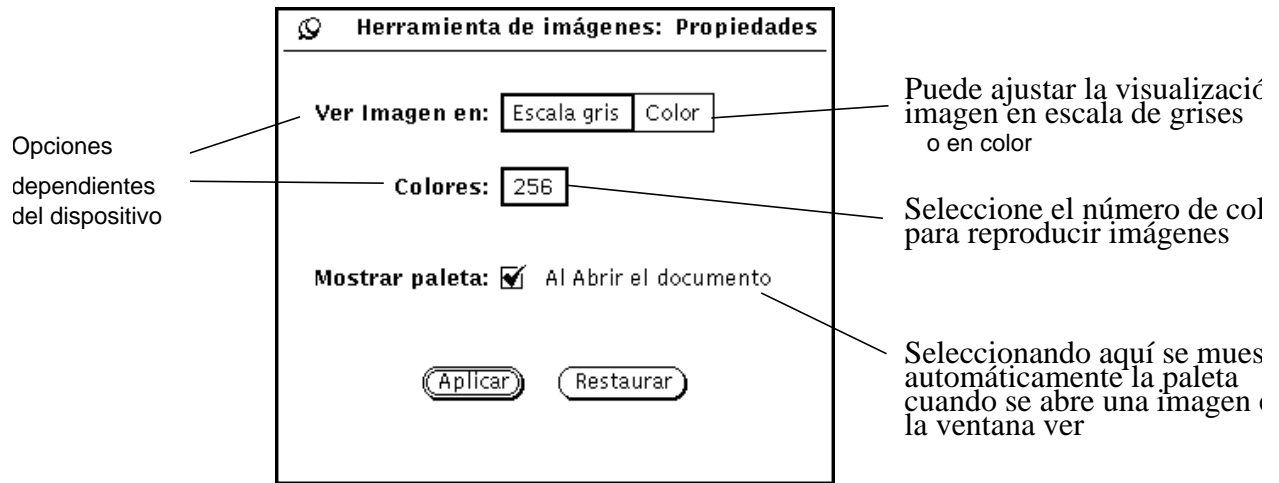 Herramienta de imágenes: Propiedades
Ver Imagen en: Escala gris Color
Colores: 256
Mostrar paleta: Al Abrir el documento
Aplicar Restaurar
Opciones
dependientes
del dispositivo
Puede ajustar la visualizació
imagen en escala de grises
o en color
Seleccione el número de col
para reproducir imágenes
Seleccionando aquí se mues
automáticamente la paleta
cuando se abre una imagen
la ventana ver